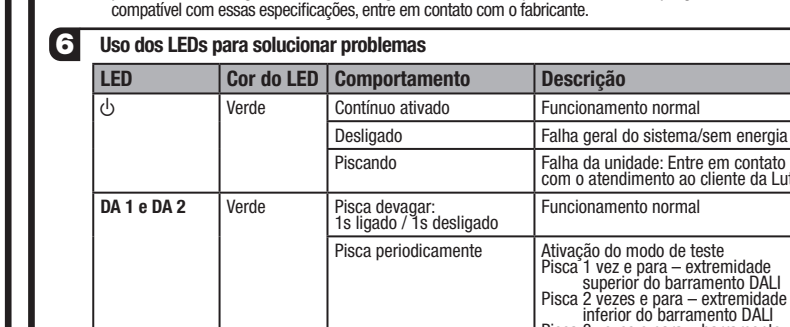 compatível com essas especificações, entre em contato com o fabricante.
6 Uso dos LEDs para solucionar problemas
LED Cor do LED Comportamento Descrição
Verde Contínuo ativado Funcionamento normal
Desligado Falha geral do sistema/sem energia
Piscando Falha da unidade: Entre em contato
com o atendimento ao cliente da
DA 1 e DA 2 Verde Pisca devagar: Funcionamento normal
1s ligado / 1s desligado
Pisca periodicamente Ativação do modo de teste
Pisca 1 vez e para – extremidade
superior do barramento DALI
Pisca 2 vezes e para – extremidade
inferior do barramento DALI